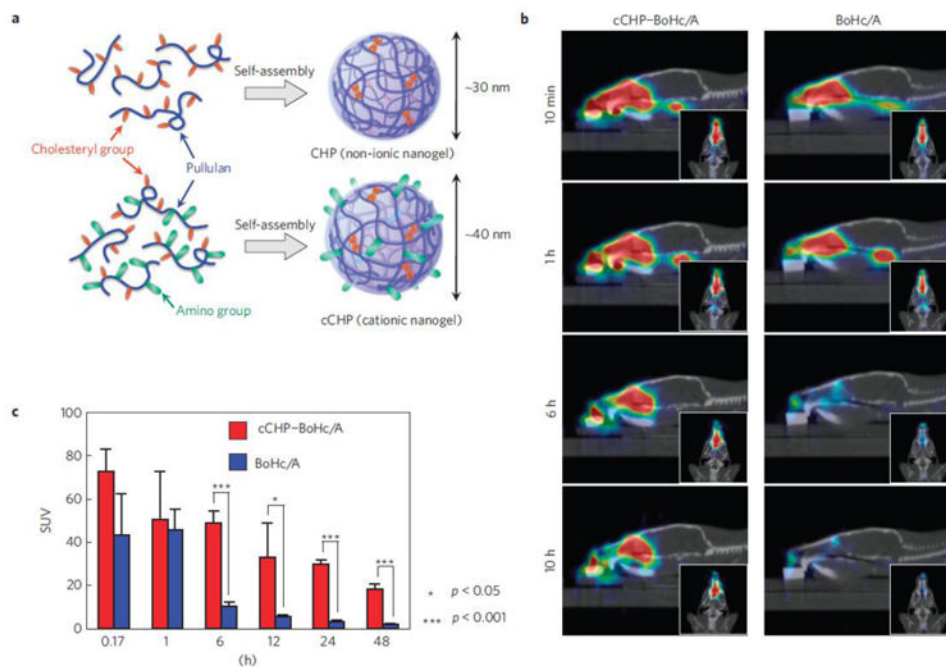 a
Self-assembly
~30 nm
CHP (non-ionic nanogel)
Cholesteryl group
Pullulan
Self-assembly
~40 nm
Amino group
cCHP (cationic nanogel)
b
cCHP–BoHc/A
BoHc/A
10 min
1 h
6 h
10 h
c
100
80
60
40
20
0
SUV
cCHP–BoHc/A
BoHc/A
***
*
***
***
* p < 0.05
*** p < 0.001
0.17 1 6 12 24 48
(h)